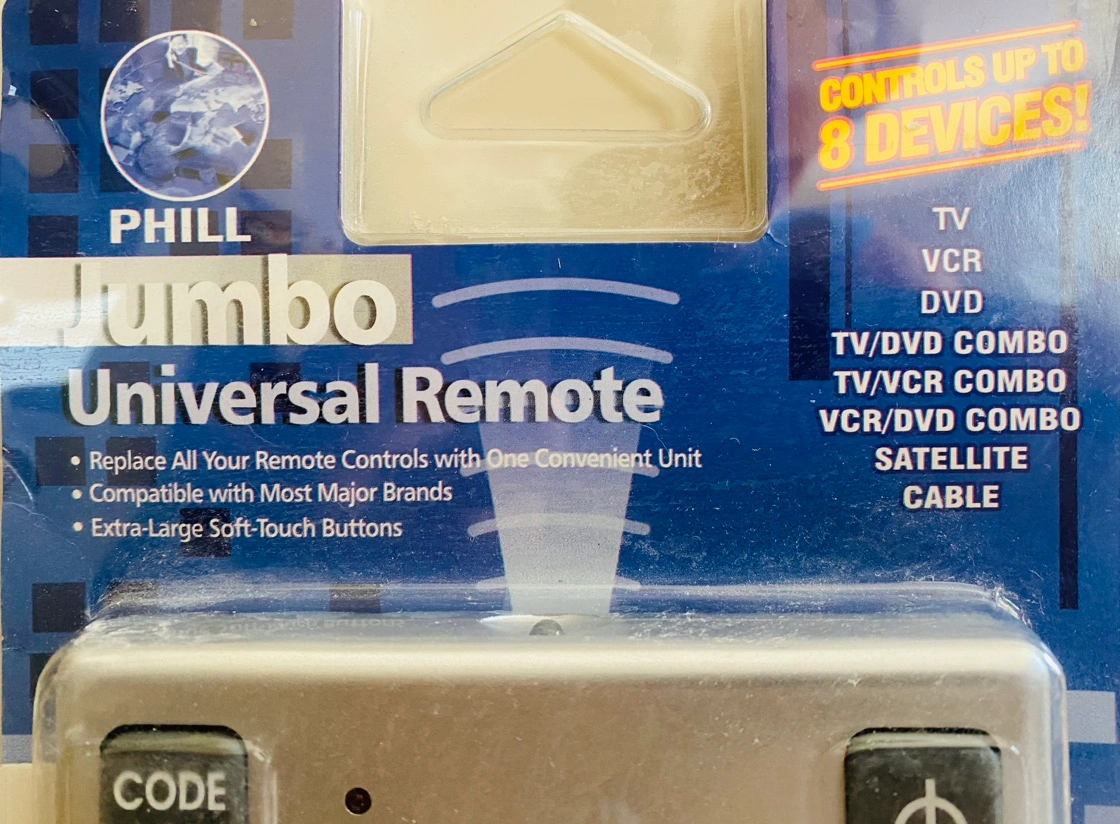 PHILL
Jumbo
Universal Remote
• Replace All Your Remote Controls with One Convenient Unit
• Compatible with Most Major Brands
• Extra-Large Soft-Touch Buttons
CONTROLS UP TO
8 DEVICES!
TV
VCR
DVD
TV/DVD COMBO
TV/VCR COMBO
VCR/DVD COMBO
SATELLITE
CABLE
CODE